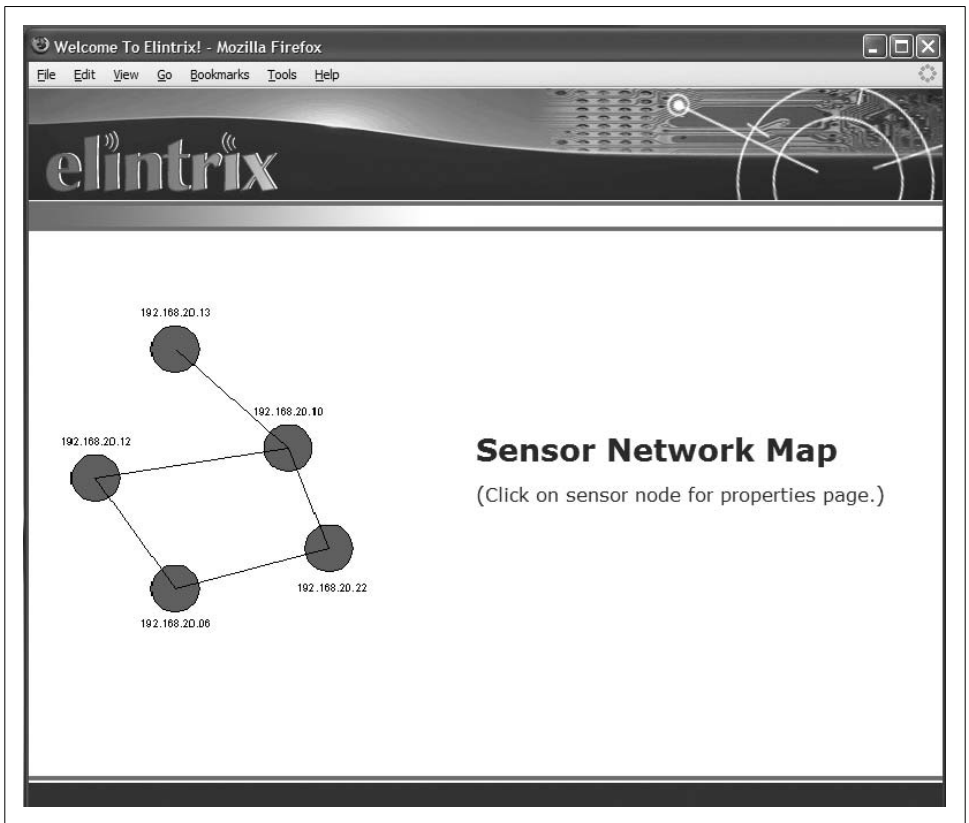 Welcome To Elintrix! - Mozilla Firefox
File Edit View Go Bookmarks Tools Help
elintrix
192.168.20.13
192.168.20.10
192.168.20.12
Sensor Network Map
(Click on sensor node for properties page.)
192.168.20.22
192.168.20.06